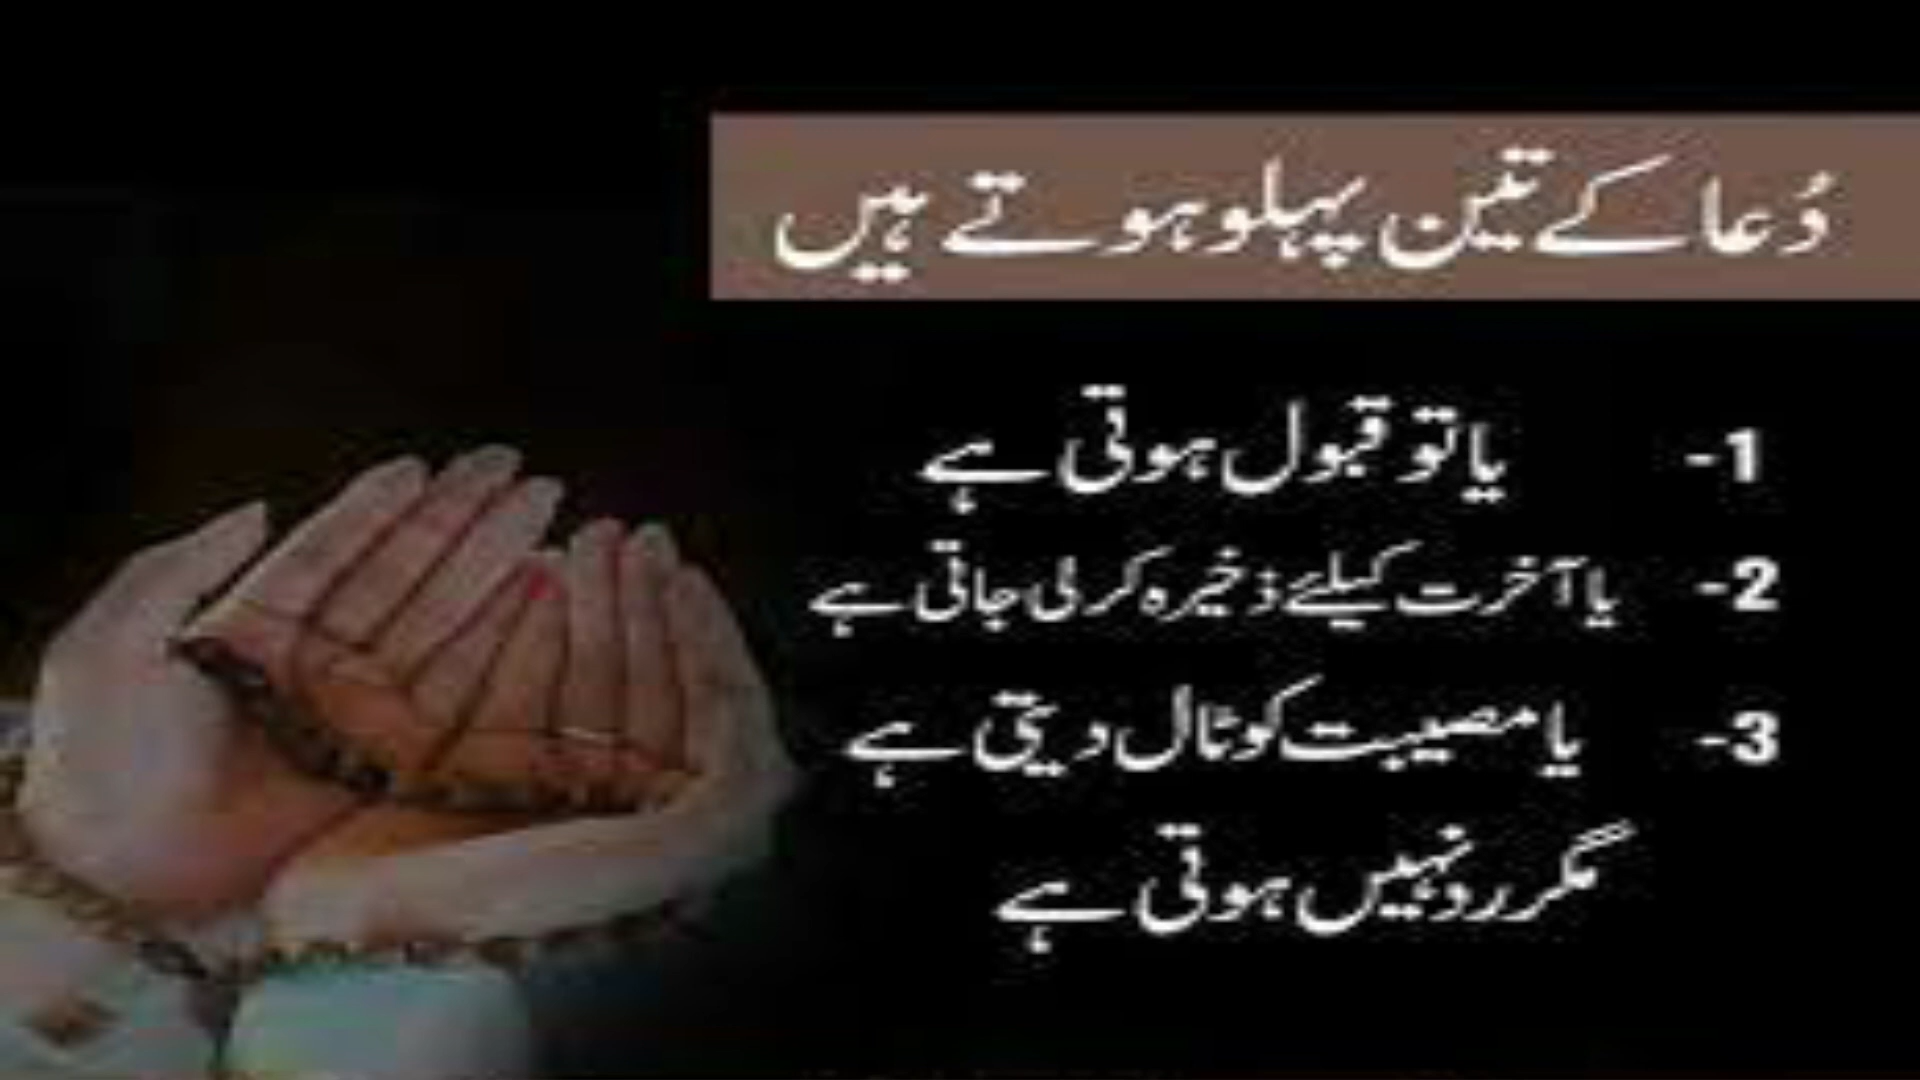 دُعا کے تین پہلو ہوتے ہیں
1- یا تو قبول ہوتی ہے
2- یا آخرت کیلئے ذخیرہ کر لی جاتی ہے
3- یا مصیبت کو ٹال دیتی ہے
مگر رد نہیں ہوتی ہے